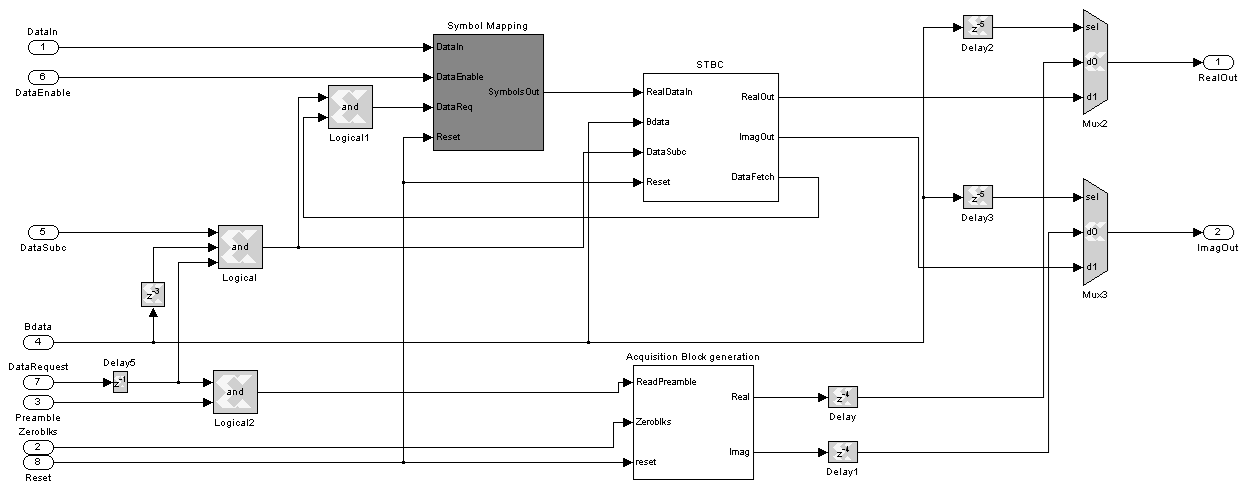 DataIn
1
6
DataEnable
and
Logical1
Symbol Mapping
DataIn
DataEnable
DataReq
Reset
SymbolsOut
STBC
RealDataIn
Bdata
DataSubc
Reset
RealOut
ImagOut
DataFetch
z-5
Delay2
sel
d0
d1
Mux2
1
RealOut
z-5
Delay3
sel
d0
d1
Mux3
2
ImagOut
5
DataSubc
and
Logical
z-3
Bdata
4
DataRequest
7
Delay5
z-1
3
Preamble
and
Logical2
Zeroblks
2
8
Reset
Acquisition Block generation
ReadPreamble
Zeroblks
reset
Real
Imag
z-4
Delay
z-4
Delay1